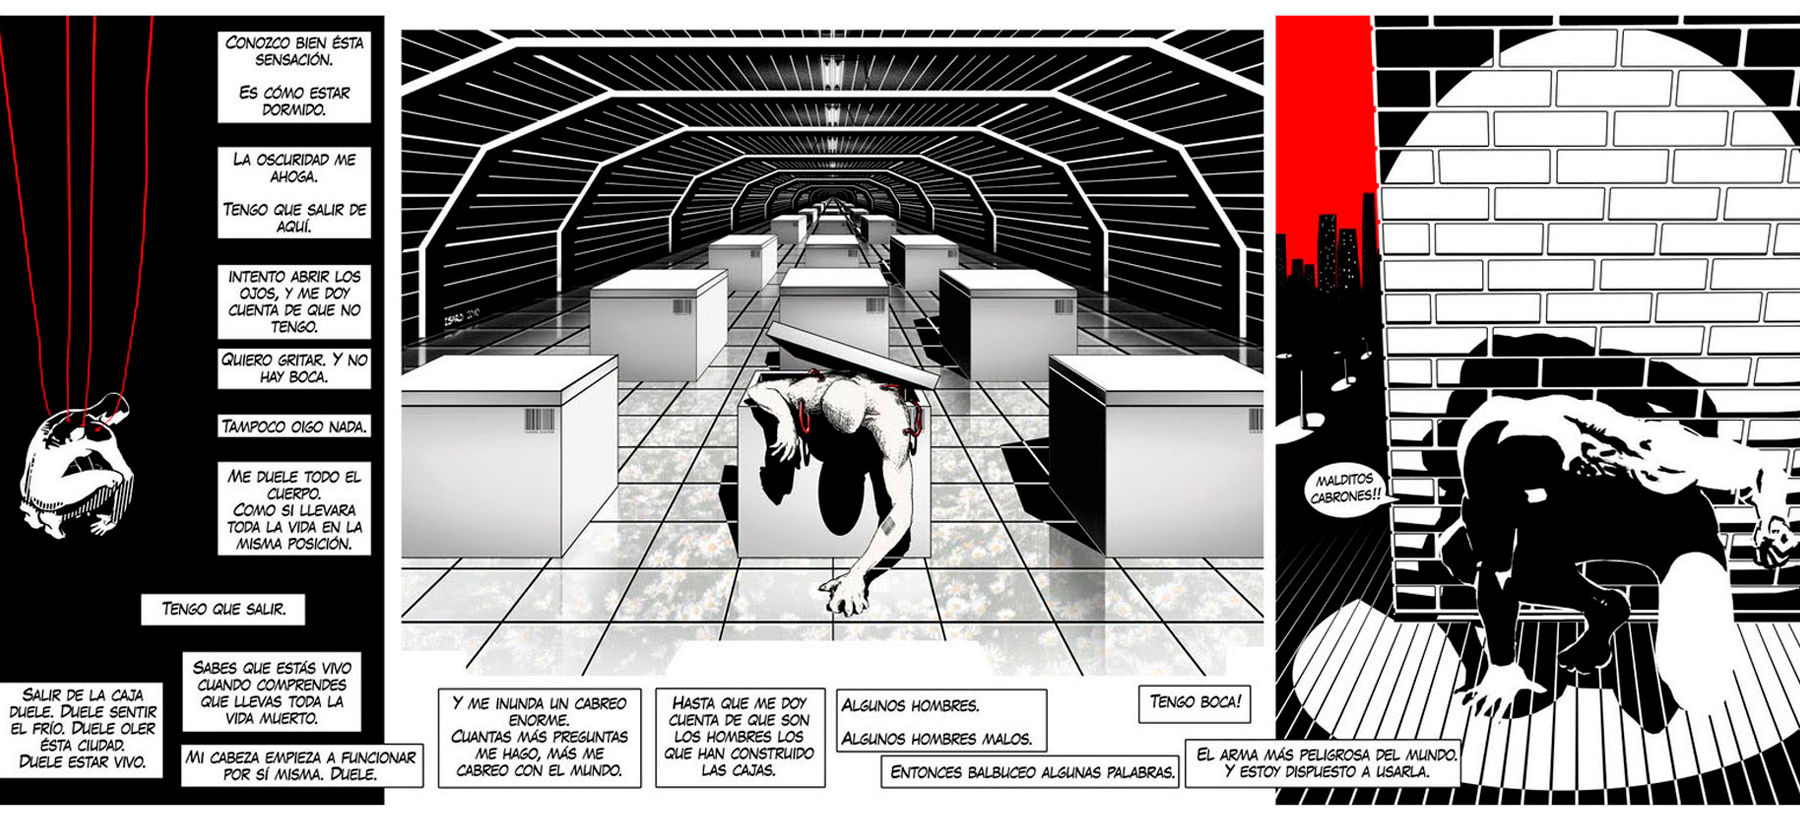 CONOZCO BIEN ÉSTA
SENSACIÓN.
ES CÓMO ESTAR
DORMIDO.
LA OSCURIDAD ME
AHOGA.
TENGO QUE SALIR DE
AQUÍ.
INTENTO ABRIR LOS
OJOS, Y ME DOY
CUENTA DE QUE NO
TENGO.
QUIERO GRITAR. Y NO
HAY BOCA.
TAMPOCO OIGO NADA.
ME DUELE TODO EL
CUERPO.
COMO SI LLEVARA
TODA LA VIDA EN LA
MISMA POSICIÓN.
TENGO QUE SALIR.
SABES QUE ESTÁS VIVO
CUANDO COMPRENDES
QUE LLEVAS TODA LA
VIDA MUERTO.
SALIR DE LA CAJA
DUELE. DUELE SENTIR
EL FRÍO. DUELE OLER
ÉSTA CIUDAD.
DUELE ESTAR VIVO.
MI CABEZA EMPIEZA A FUNCIONAR
POR SÍ MISMA. DUELE.
Y ME INUNDA UN CABREO
ENORME.
CUANTAS MÁS PREGUNTAS
ME HAGO, MÁS ME
CABREO CON EL MUNDO.
HASTA QUE ME DOY
CUENTA DE QUE SON
LOS HOMBRES LOS
QUE HAN CONSTRUIDO
LAS CAJAS.
ALGUNOS HOMBRES.
ALGUNOS HOMBRES MALOS.
ENTONCES BALBUCEO ALGUNAS PALABRAS.
TENGO BOCA!
EL ARMA MÁS PELIGROSA DEL MUNDO.
Y ESTOY DISPUESTO A USARLA.
MALDITOS
CABRONES!!